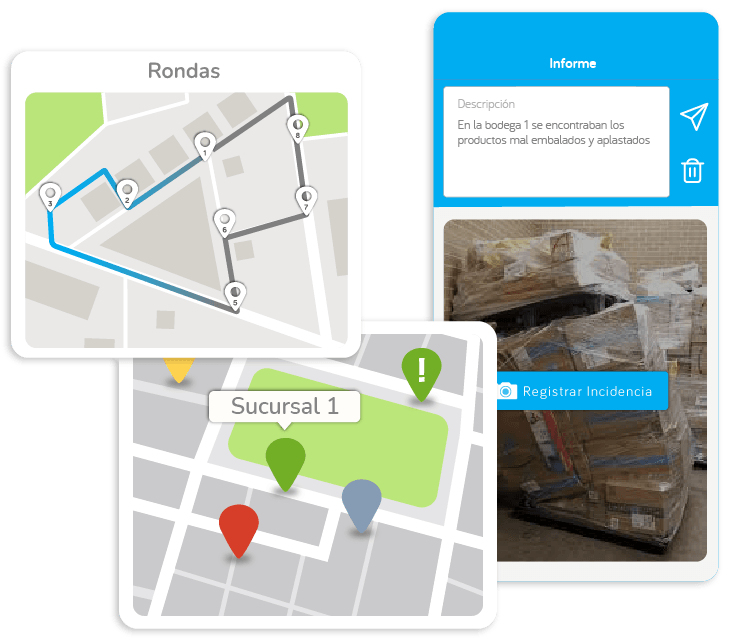 Rondas
8
1
2
3
7
6
5
Informe
Descripción
En la bodega 1 se encontraban los
productos mal embalados y aplastados
Registrar Incidencia
!
Sucursal 1